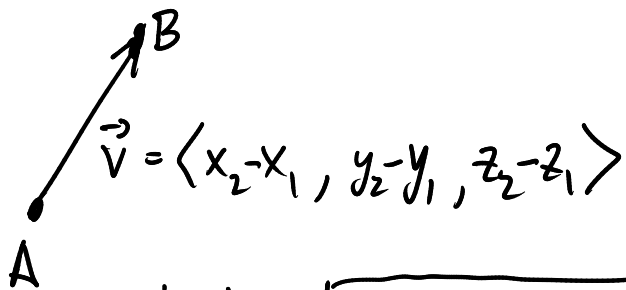 B
v⃗ = ⟨x₂-x₁, y₂-y₁, z₂-z₁⟩
A